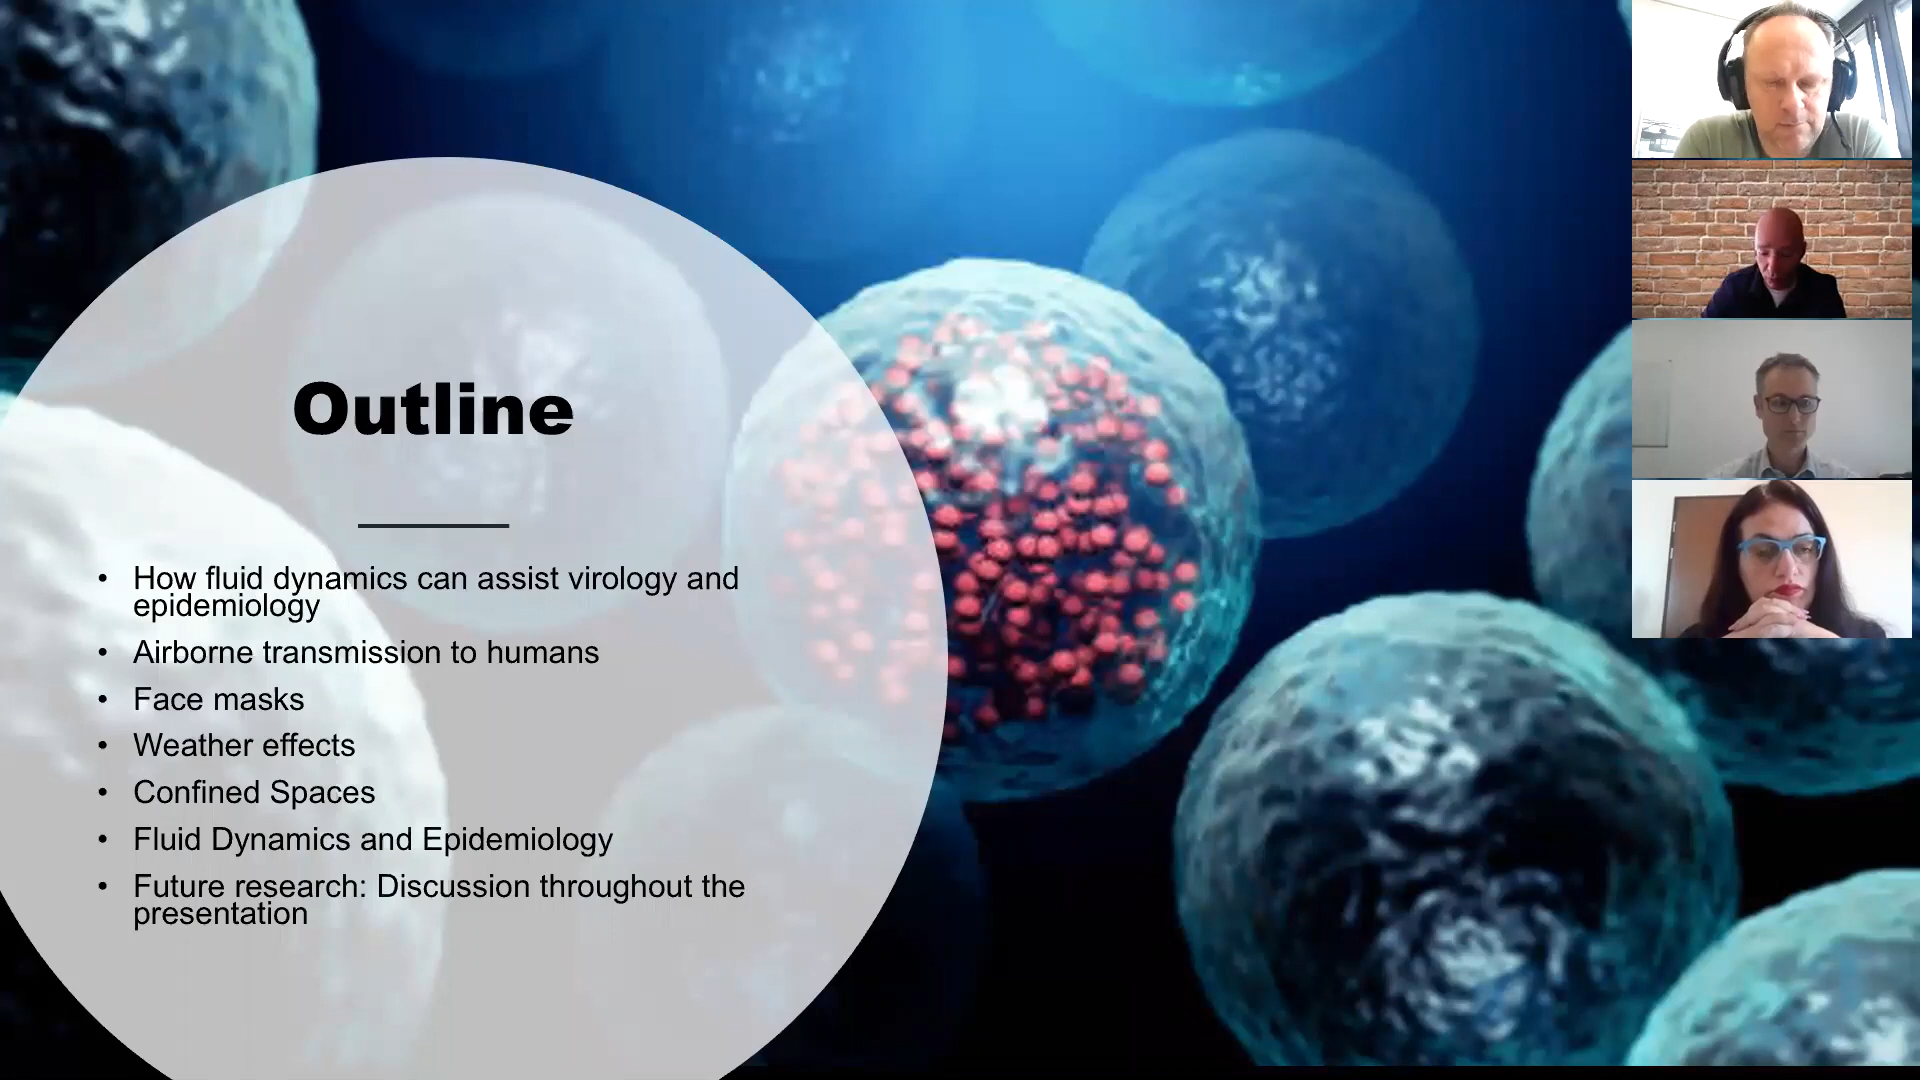 Outline
• How fluid dynamics can assist virology and
epidemiology
• Airborne transmission to humans
• Face masks
• Weather effects
• Confined Spaces
• Fluid Dynamics and Epidemiology
• Future research: Discussion throughout the
presentation